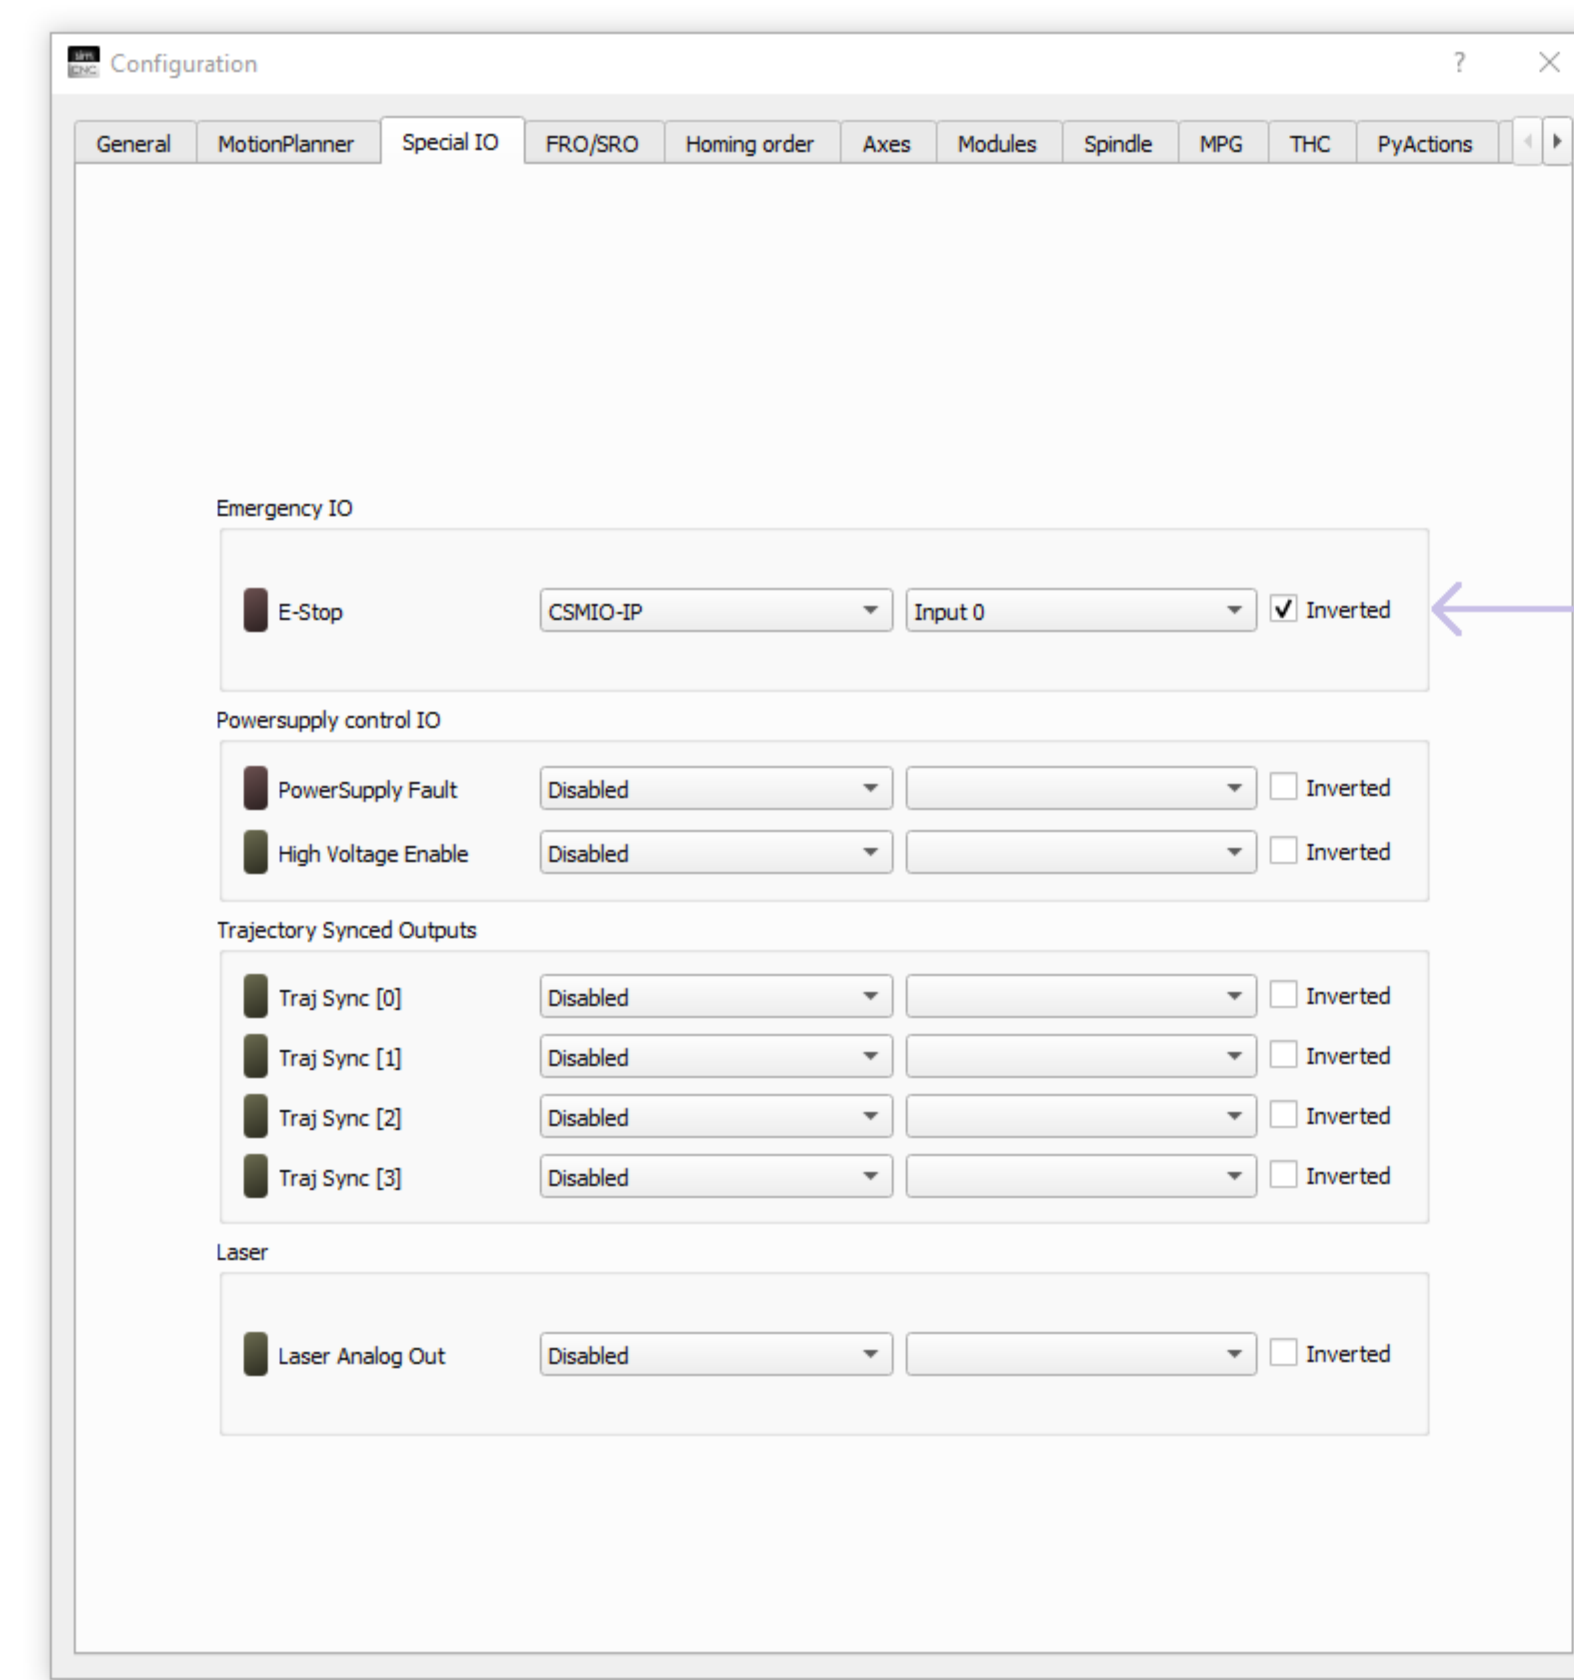 sim CNC Configuration ?
General MotionPlanner Special IO FRO/SRO Homing order Axes Modules Spindle MPG THC PyActions
Emergency IO
E-Stop CSMIO-IP Input 0 Inverted
Powersupply control IO
PowerSupply Fault Disabled Inverted
High Voltage Enable Disabled Inverted
Trajectory Synced Outputs
Traj Sync [0] Disabled Inverted
Traj Sync [1] Disabled Inverted
Traj Sync [2] Disabled Inverted
Traj Sync [3] Disabled Inverted
Laser
Laser Analog Out Disabled Inverted